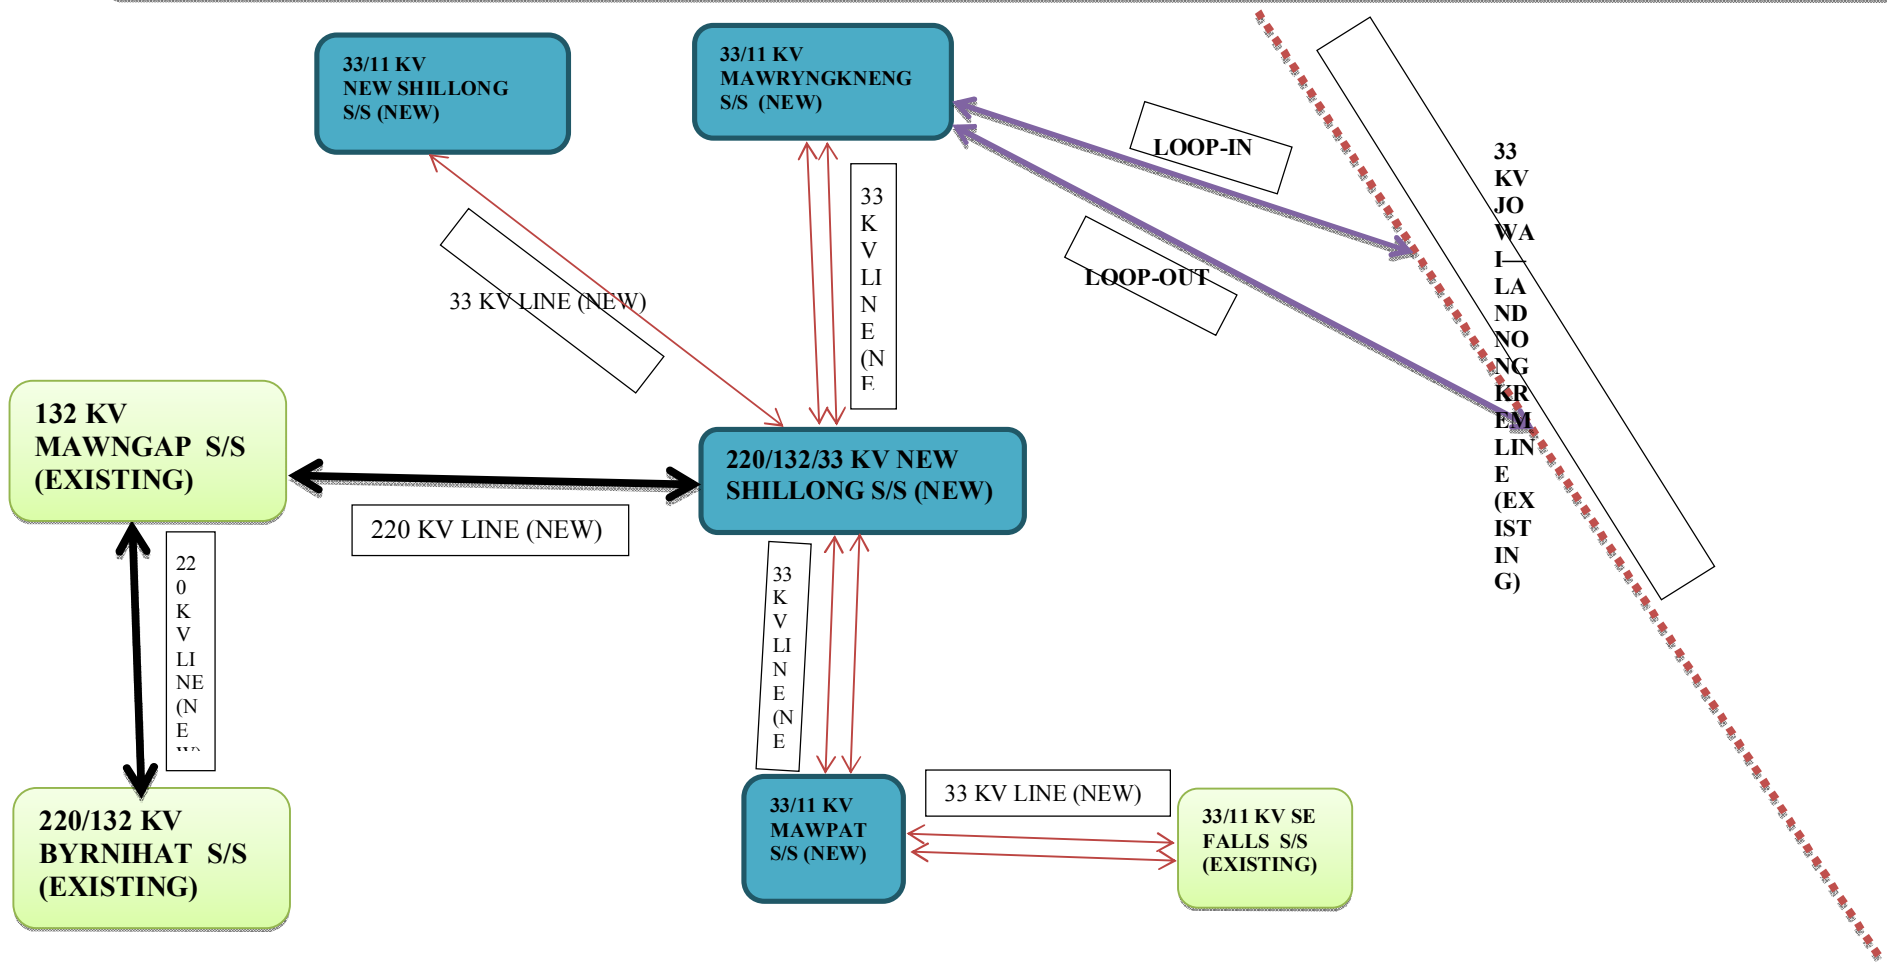 33/11 KV
NEW SHILLONG
S/S (NEW)
33/11 KV
MAWRYNGKNENG
S/S (NEW)
LOOP-IN
LOOP-OUT
33
KV
JO
WA
I—
LA
ND
NO
NG
KR
EM
LIN
E
(EX
IST
IN
G)
33
K
V
LI
N
E
(N
E
33 KV LINE (NEW)
132 KV
MAWNGAP S/S
(EXISTING)
220 KV LINE (NEW)
220/132/33 KV NEW
SHILLONG S/S (NEW)
22
0
K
V
LI
NE
(N
E
W)
33
K
V
LI
N
E
(N
E
220/132 KV
BYRNIHAT S/S
(EXISTING)
33/11 KV
MAWPAT
S/S (NEW)
33 KV LINE (NEW)
33/11 KV SE
FALLS S/S
(EXISTING)